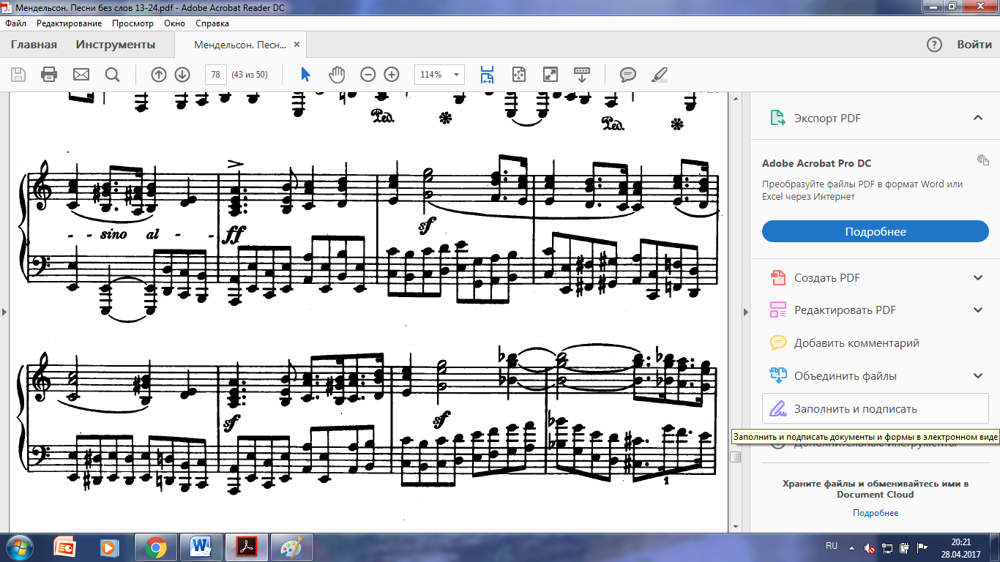 Мендельсон. Песни без слов 13-24.pdf - Adobe Acrobat Reader DC
Файл Редактирование Просмотр Окно Справка
Главная Инструменты Мендельсон. Песн... × Войти
78 (43 из 50) 114%
Экспорт PDF
Adobe Acrobat Pro DC
Преобразуйте файлы PDF в формат Word или
Excel через Интернет
Подробнее
Создать PDF
Редактировать PDF
Добавить комментарий
Объединить файлы
Заполнить и подписать
Заполнить и подписать документы и формы в электронном виде
Дополнительные инструменты
Храните файлы и обменивайтесь ими в
Document Cloud
Подробнее
Ped. Ped.
- - sino al - - ff sf
sf sf
1
RU 20:21
28.04.2017